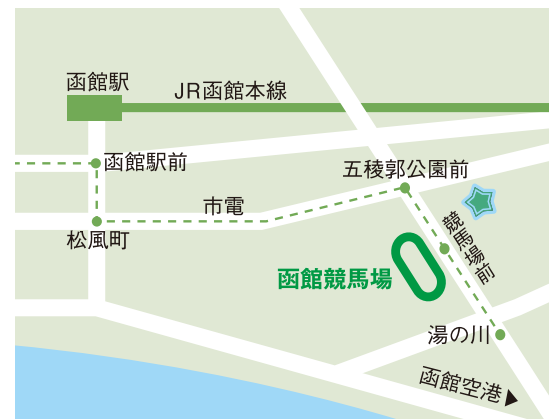 函館駅
JR函館本線
函館駅前
五稜郭公園前
市電
松風町
競馬場前
函館競馬場
湯の川
函館空港